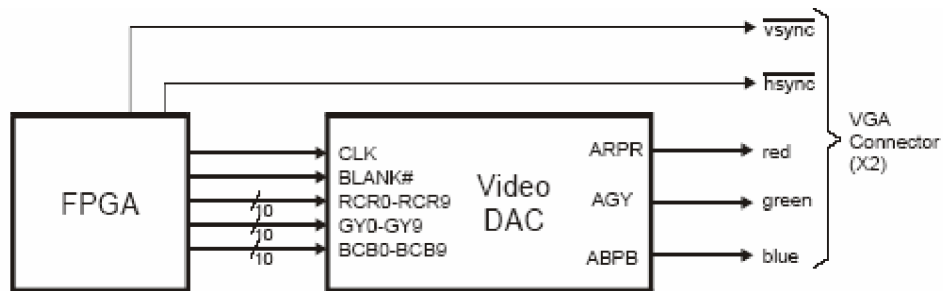 vsync
hsync
FPGA
CLK
BLANK#
RCR0-RCR9
GY0-GY9
BCB0-BCB9
10
10
10
Video
DAC
ARPR
AGY
ABPB
red
green
blue
VGA
Connector
(X2)